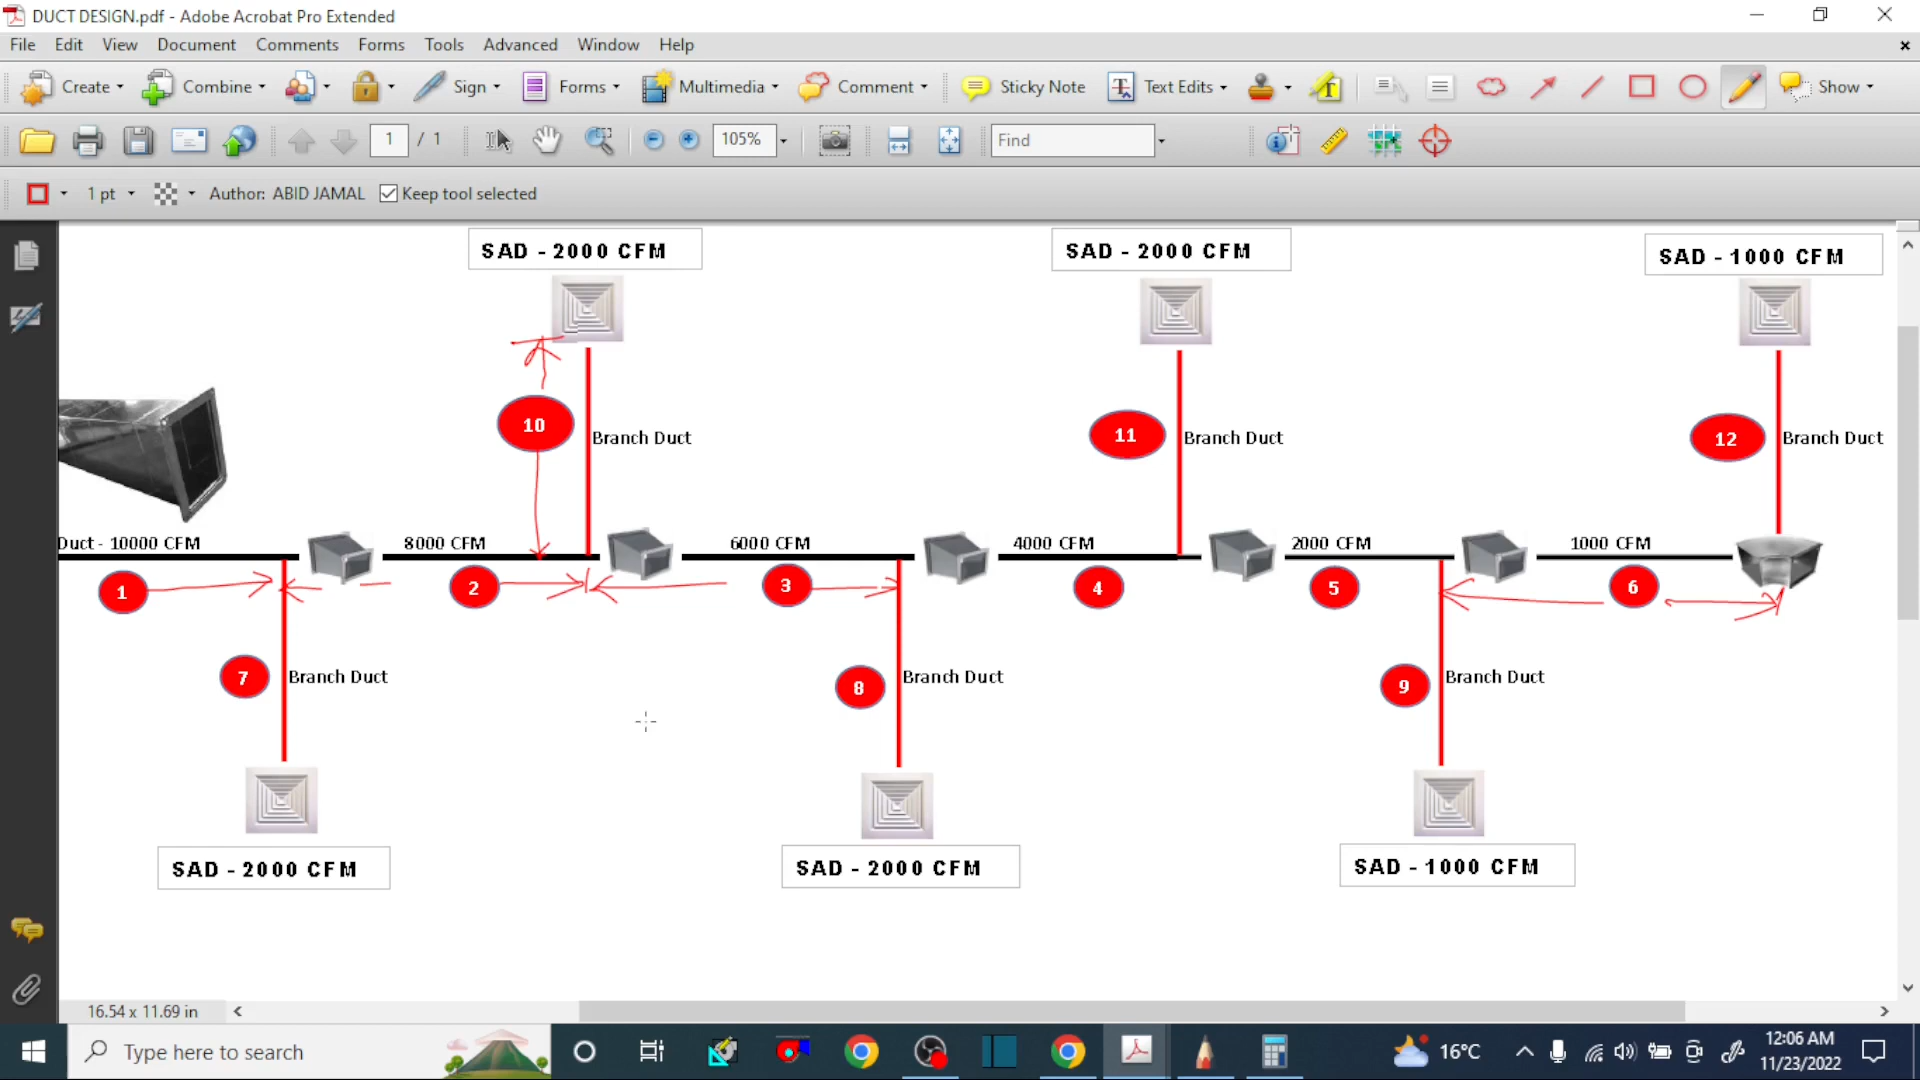 DUCT DESIGN.pdf - Adobe Acrobat Pro Extended
File Edit View Document Comments Forms Tools Advanced Window Help
Create Combine Sign Forms Multimedia Comment Sticky Note Text Edits Show
1 / 1 105% Find
1 pt Author: ABID JAMAL Keep tool selected
SAD - 2000 CFM
SAD - 2000 CFM
SAD - 1000 CFM
10
Branch Duct
11
Branch Duct
12
Branch Duct
Duct - 10000 CFM
8000 CFM
6000 CFM
4000 CFM
2000 CFM
1000 CFM
1
2
3
4
5
6
7
Branch Duct
8
Branch Duct
9
Branch Duct
SAD - 2000 CFM
SAD - 2000 CFM
SAD - 1000 CFM
16.54 x 11.69 in
Type here to search
16°C
12:06 AM
11/23/2022